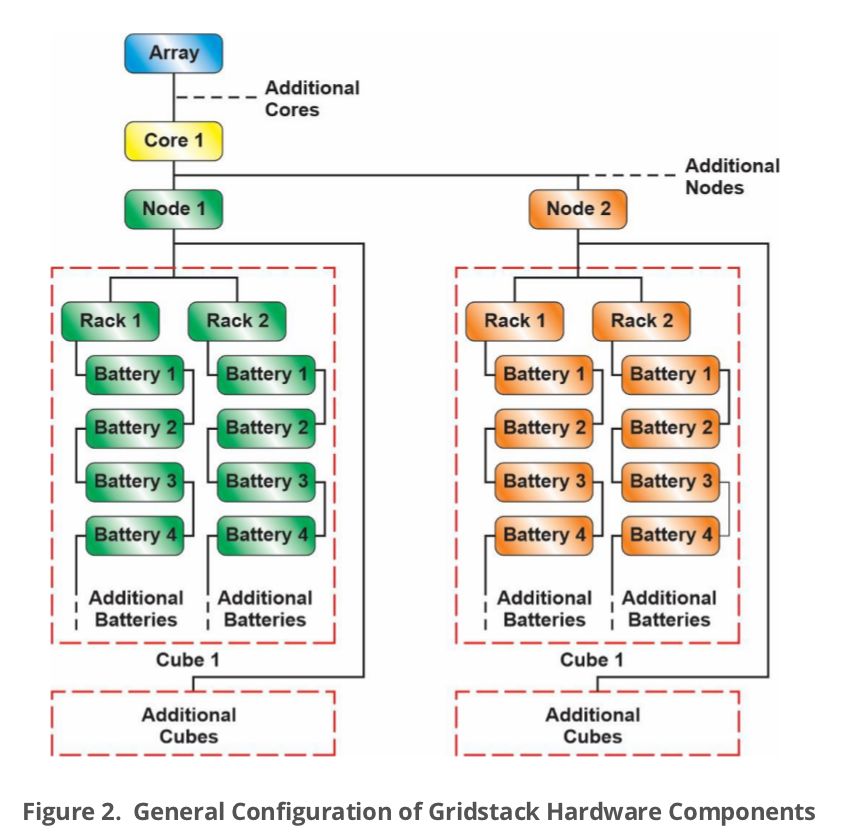 Array
Additional
Cores
Core 1
Additional
Nodes
Node 1
Node 2
Rack 1
Rack 2
Rack 1
Rack 2
Battery 1
Battery 1
Battery 1
Battery 1
Battery 2
Battery 2
Battery 2
Battery 2
Battery 3
Battery 3
Battery 3
Battery 3
Battery 4
Battery 4
Battery 4
Battery 4
Additional
Batteries
Additional
Batteries
Additional
Batteries
Additional
Batteries
Cube 1
Cube 1
Additional
Cubes
Additional
Cubes
Figure 2. General Configuration of Gridstack Hardware Components